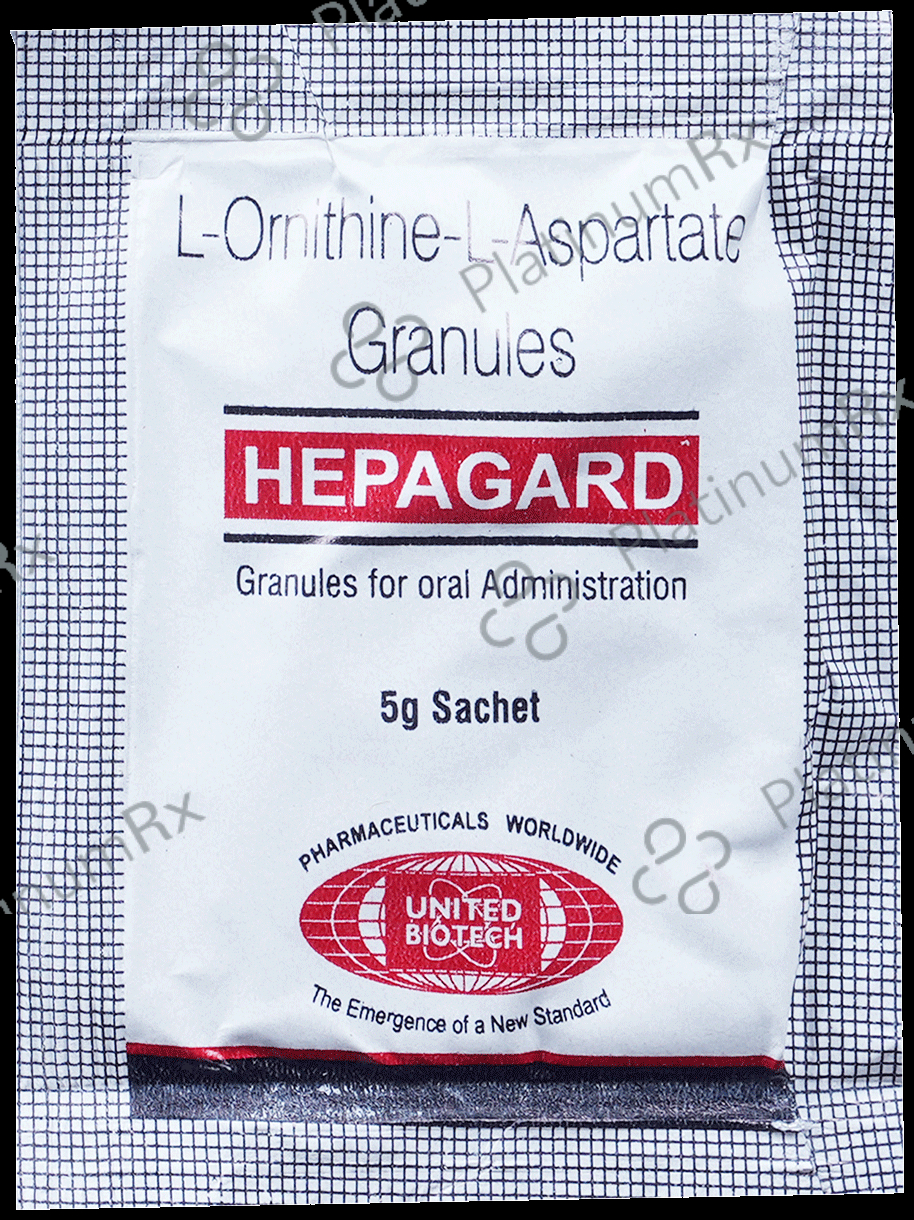 L-Ornithine-L-Aspartate
Granules
HEPAGARD
Granules for oral Administration
5g Sachet
PHARMACEUTICALS WORLDWIDE
UNITED
BIOTECH
The Emergence of a New Standard
PlatinumRx
PlatinumRx
PlatinumRx